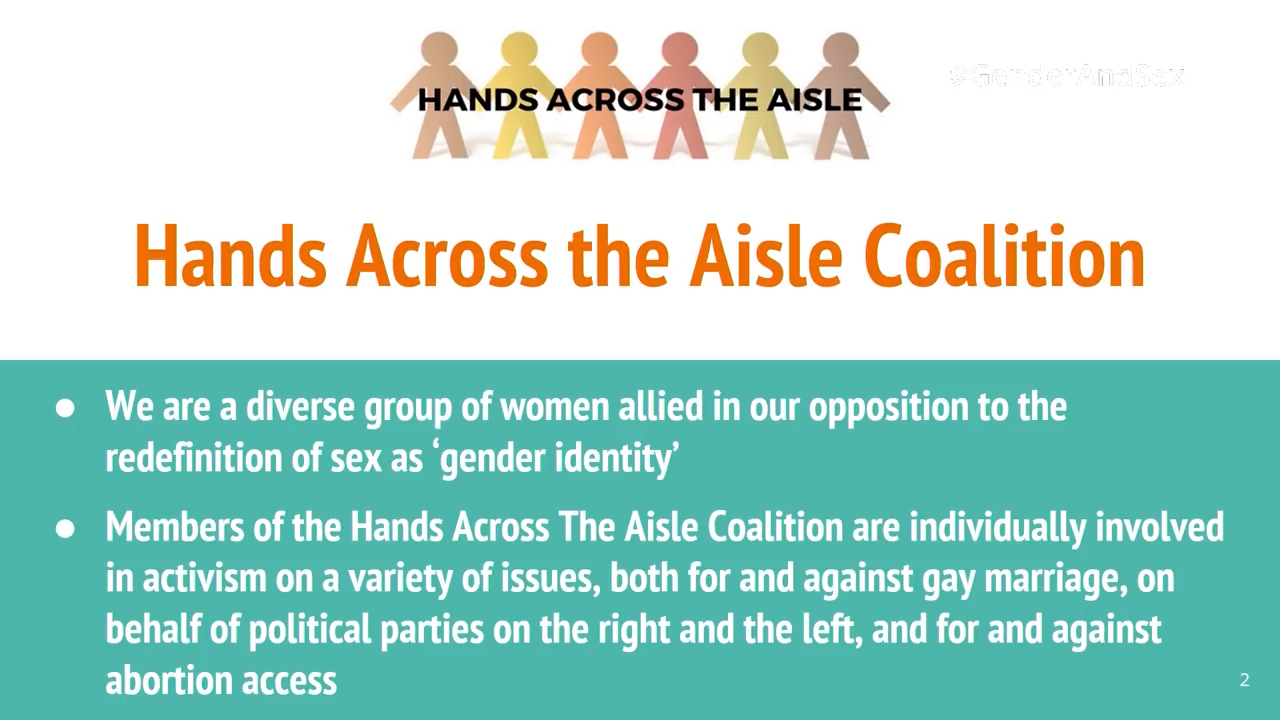 HANDS ACROSS THE AISLE
#GenderAndSex
Hands Across the Aisle Coalition
● We are a diverse group of women allied in our opposition to the
redefinition of sex as ‘gender identity’
● Members of the Hands Across The Aisle Coalition are individually involved
in activism on a variety of issues, both for and against gay marriage, on
behalf of political parties on the right and the left, and for and against
abortion access
2